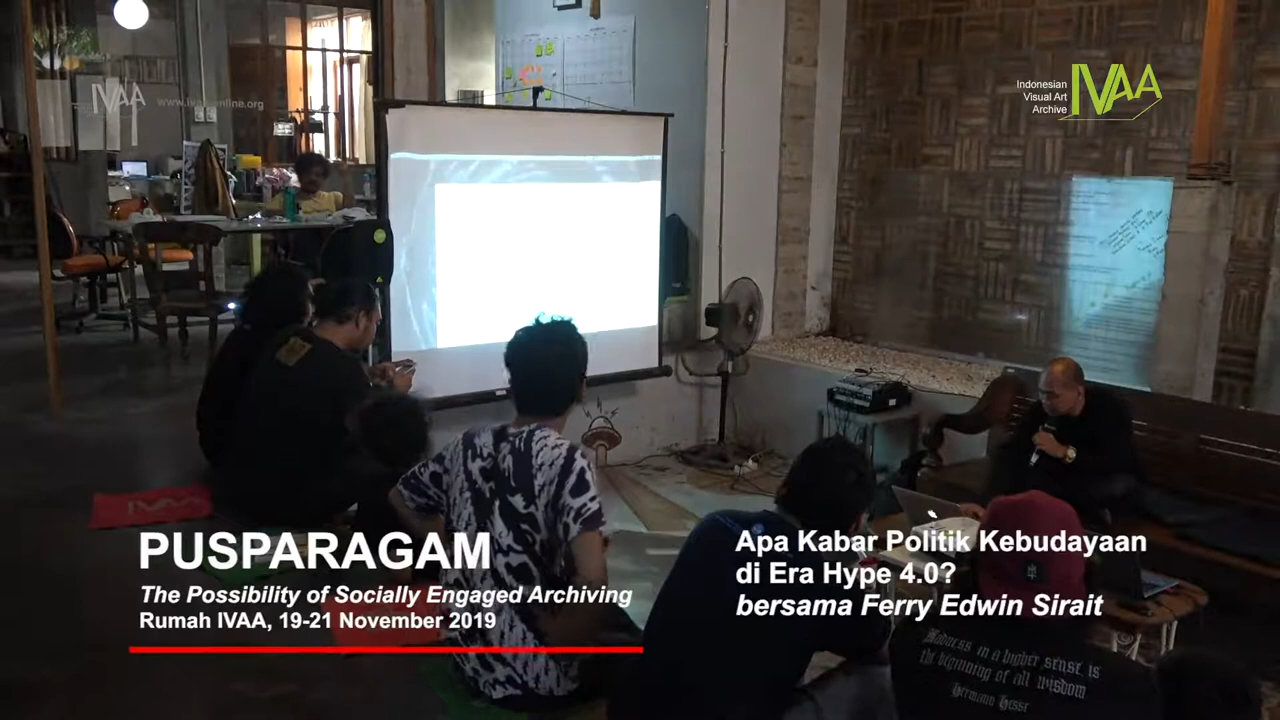 IVAA
www.ivaa-online.org
Indonesian
Visual Art
Archive
IVAA
IVAA
PUSPARAGAM
The Possibility of Socially Engaged Archiving
Rumah IVAA, 19-21 November 2019
Apa Kabar Politik Kebudayaan
di Era Hype 4.0?
bersama Ferry Edwin Sirait
Madness in a higher sense, is
the beginning of all wisdom
Hermann Hesse